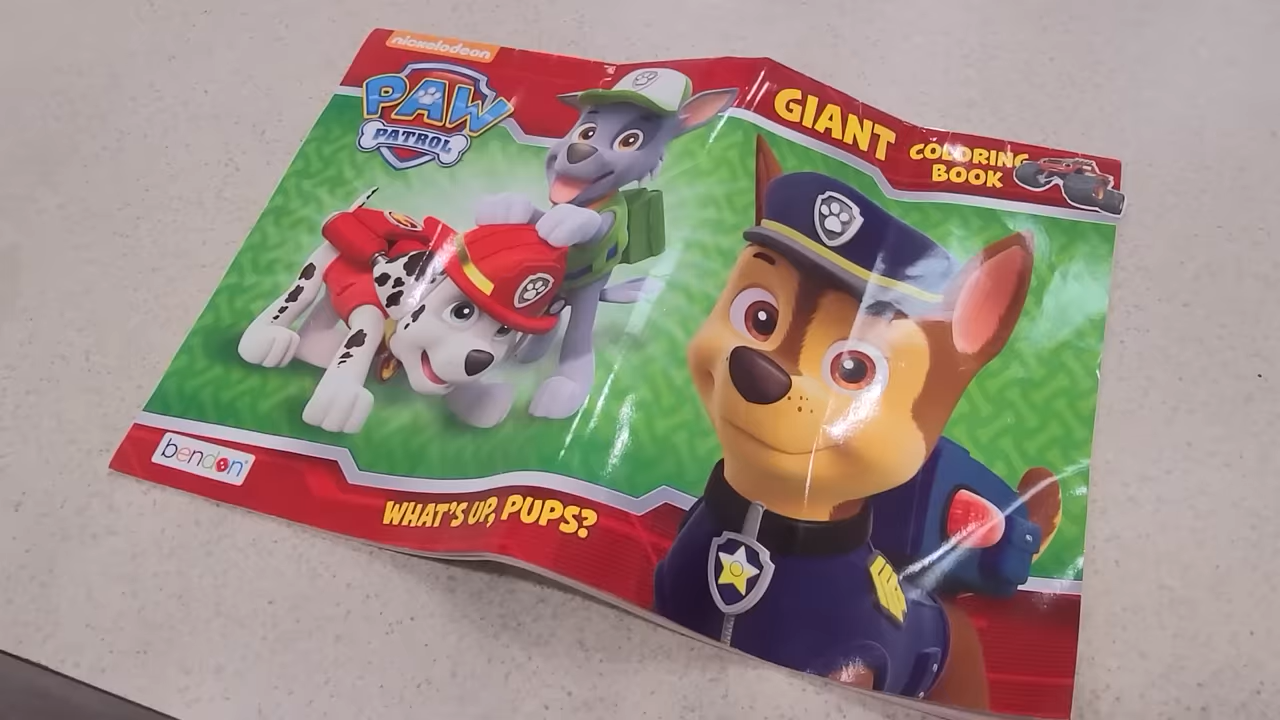 nickelodeon
PAW
PATROL
GIANT
COLORING
BOOK
bendon
WHAT'S UP, PUPS?